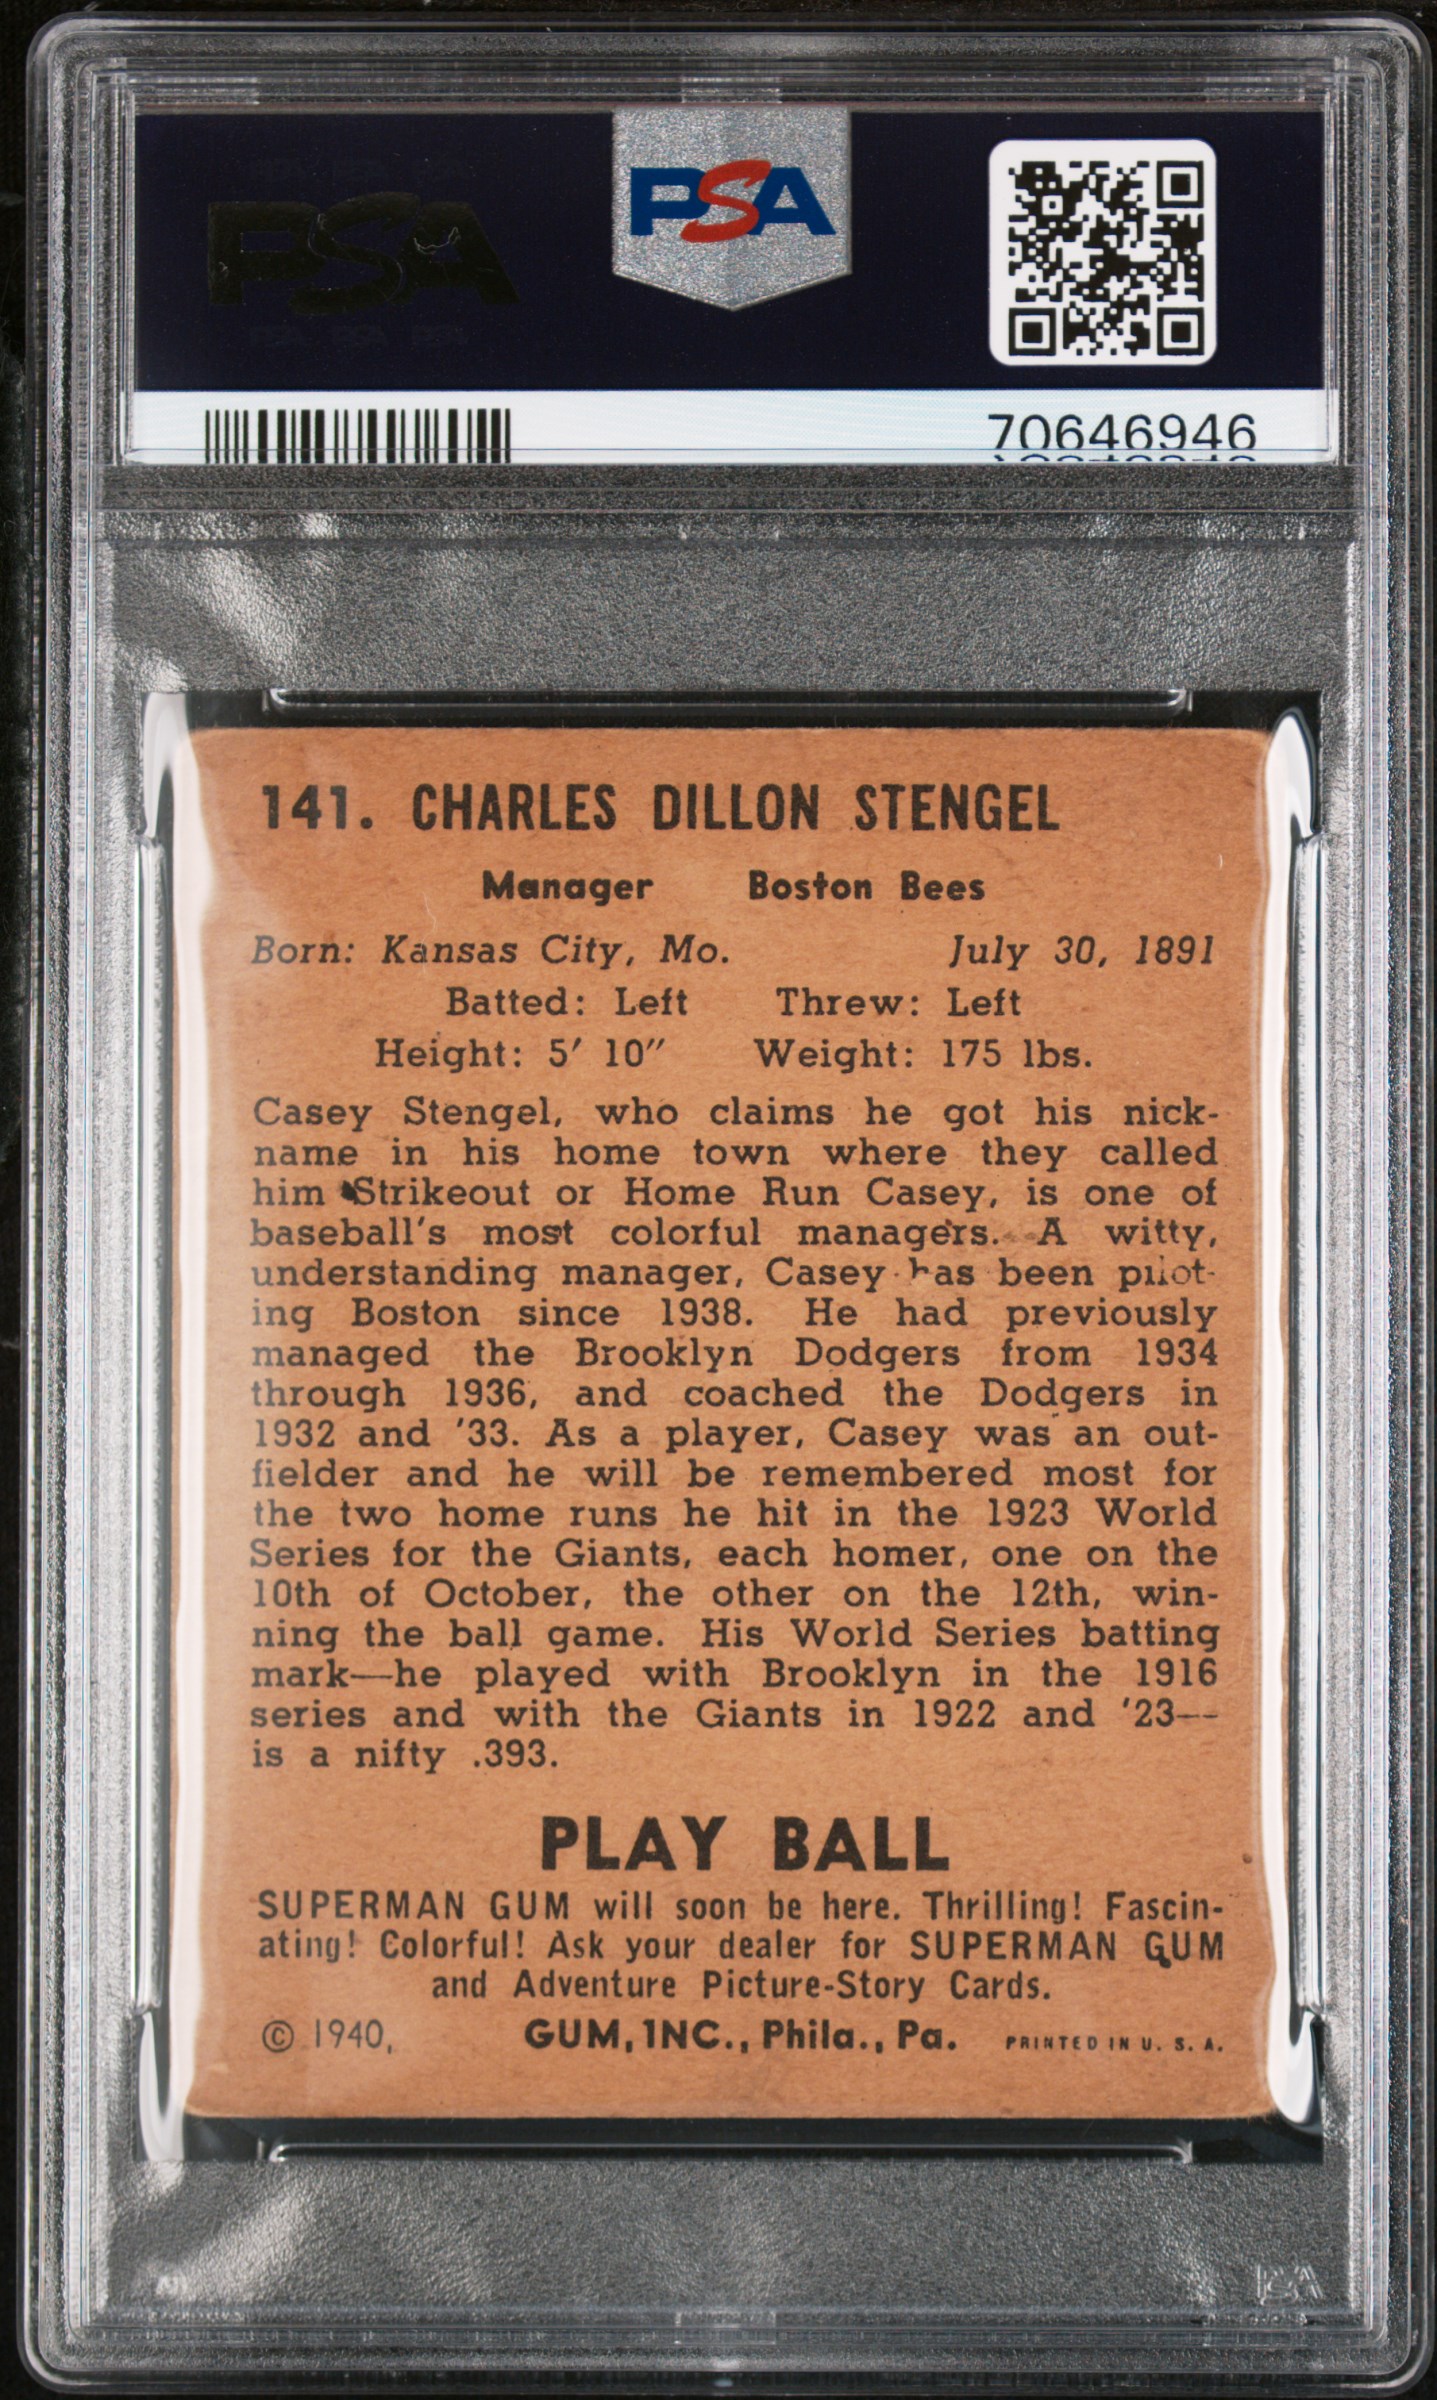 PSA
PSA
70646946
141. CHARLES DILLON STENGEL
Manager Boston Bees
Born: Kansas City, Mo. July 30, 1891
Batted: Left Threw: Left
Height: 5′ 10″ Weight: 175 lbs.
Casey Stengel, who claims he got his nick-
name in his home town where they called
him Strikeout or Home Run Casey, is one of
baseball's most colorful managers. A witty,
understanding manager, Casey has been pilot-
ing Boston since 1938. He had previously
managed the Brooklyn Dodgers from 1934
through 1936, and coached the Dodgers in
1932 and '33. As a player, Casey was an out-
fielder and he will be remembered most for
the two home runs he hit in the 1923 World
Series for the Giants, each homer, one on the
10th of October, the other on the 12th, win-
ning the ball game. His World Series batting
mark—he played with Brooklyn in the 1916
series and with the Giants in 1922 and '23—
is a nifty .393.
PLAY BALL
SUPERMAN GUM will soon be here. Thrilling! Fascin-
ating! Colorful! Ask your dealer for SUPERMAN GUM
and Adventure Picture-Story Cards.
© 1940, GUM, INC., Phila., Pa. PRINTED IN U. S. A.
PSA